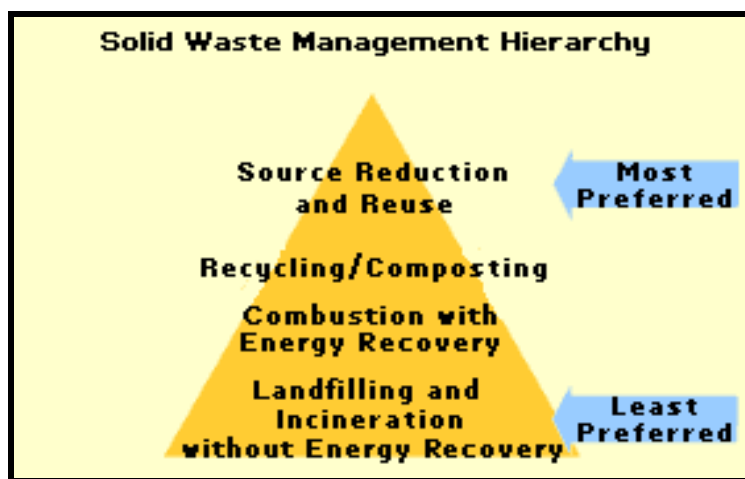 Solid Waste Management Hierarchy
Source Reduction
and Reuse
Most
Preferred
Recycling/Composting
Combustion with
Energy Recovery
Landfilling and
Incineration
without Energy Recovery
Least
Preferred